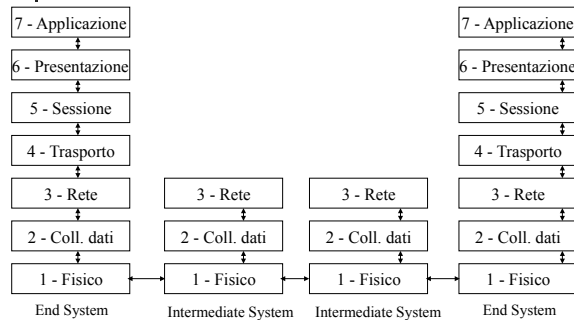 7 - Applicazione
7 - Applicazione
6 - Presentazione
6 - Presentazione
5 - Sessione
5 - Sessione
4 - Trasporto
4 - Trasporto
3 - Rete
3 - Rete
3 - Rete
3 - Rete
2 - Coll. dati
2 - Coll. dati
2 - Coll. dati
2 - Coll. dati
1 - Fisico
1 - Fisico
1 - Fisico
1 - Fisico
End System
Intermediate System
Intermediate System
End System